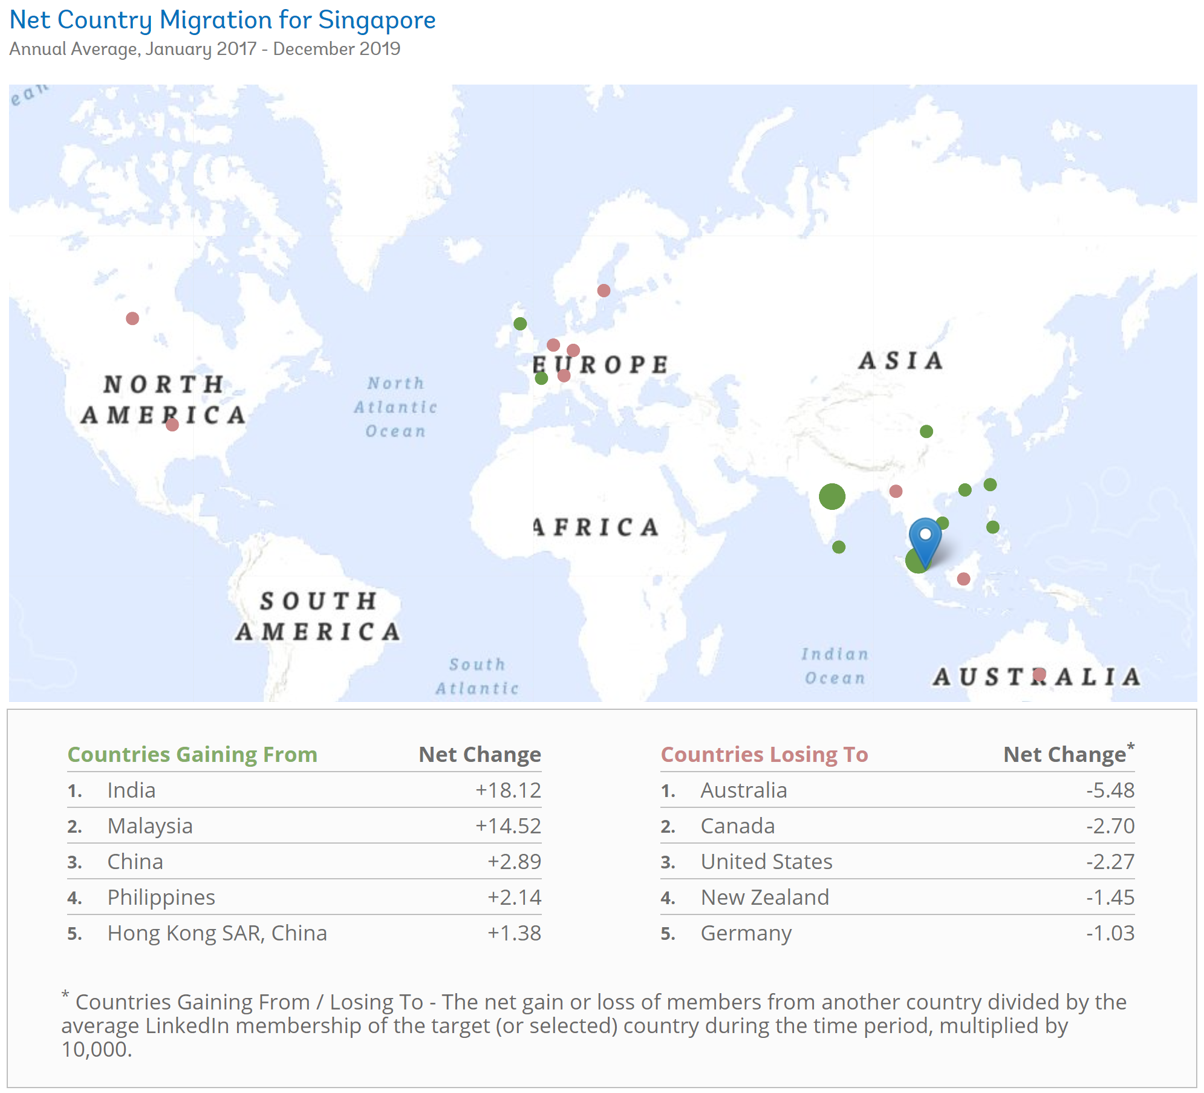 Net Country Migration for Singapore
Annual Average, January 2017 - December 2019
ean
NORTH
AMERICA
North
Atlantic
Ocean
EUROPE
ASIA
AFRICA
SOUTH
AMERICA
South
Atlantic
Indian
Ocean
AUSTRALIA
Countries Gaining From Net Change
1. India +18.12
2. Malaysia +14.52
3. China +2.89
4. Philippines +2.14
5. Hong Kong SAR, China +1.38
Countries Losing To Net Change*
1. Australia -5.48
2. Canada -2.70
3. United States -2.27
4. New Zealand -1.45
5. Germany -1.03
* Countries Gaining From / Losing To - The net gain or loss of members from another country divided by the
average LinkedIn membership of the target (or selected) country during the time period, multiplied by
10,000.